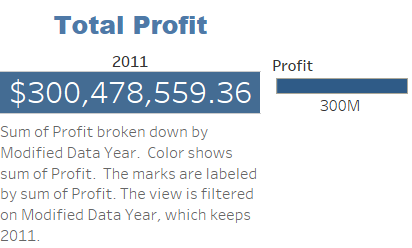 Total Profit
2011
$300,478,559.36
Profit
300M
Sum of Profit broken down by
Modified Data Year.  Color shows
sum of Profit.  The marks are labeled
by sum of Profit. The view is filtered
on Modified Data Year, which keeps
2011.